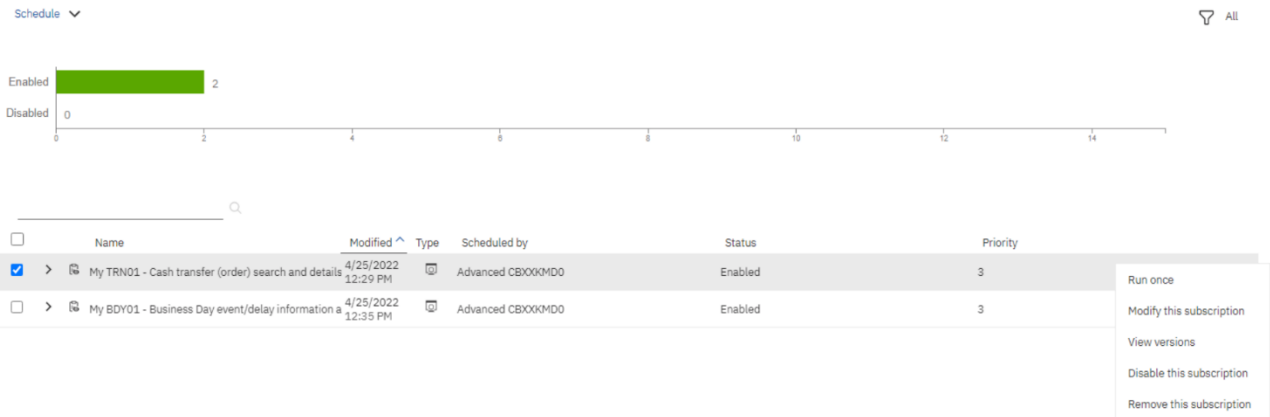 Schedule
All
Enabled 2
Disabled 0
0 2 4 6 8 10 12 14
Name Modified Type Scheduled by Status Priority
My TRN01 - Cash transfer (order) search and details 4/25/2022 12:29 PM Advanced CBXXKMD0 Enabled 3
My BDY01 - Business Day event/delay information a 4/25/2022 12:35 PM Advanced CBXXKMD0 Enabled 3
Run once
Modify this subscription
View versions
Disable this subscription
Remove this subscription